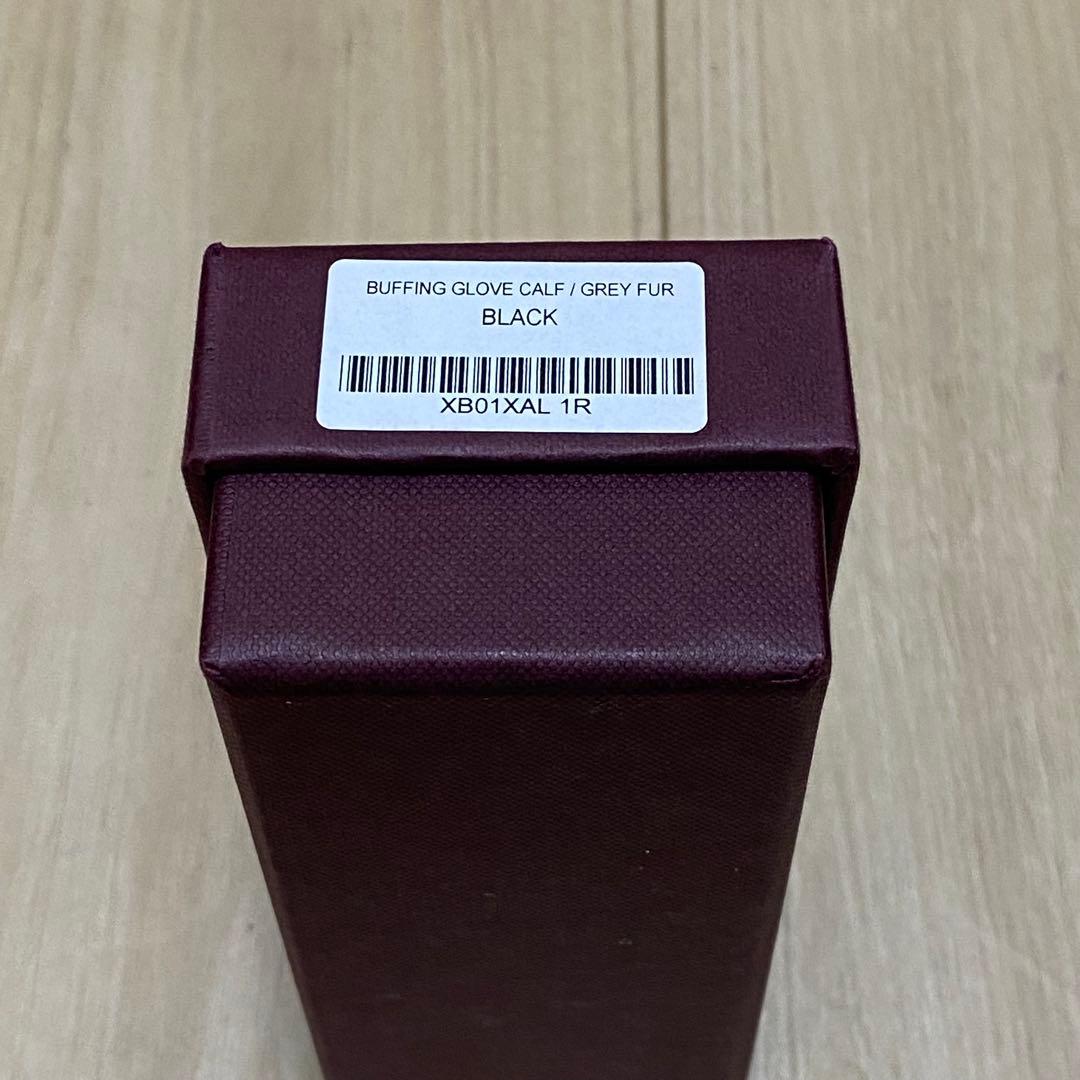 BUFFING GLOVE CALF / GREY FUR
BLACK
XB01XAL 1R